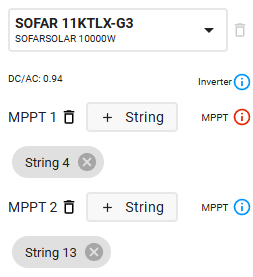 SOFAR 11KTLX-G3
SOFARSOLAR 10000W
DC/AC: 0.94 Inverter
MPPT 1 + String MPPT
String 4
MPPT 2 + String MPPT
String 13